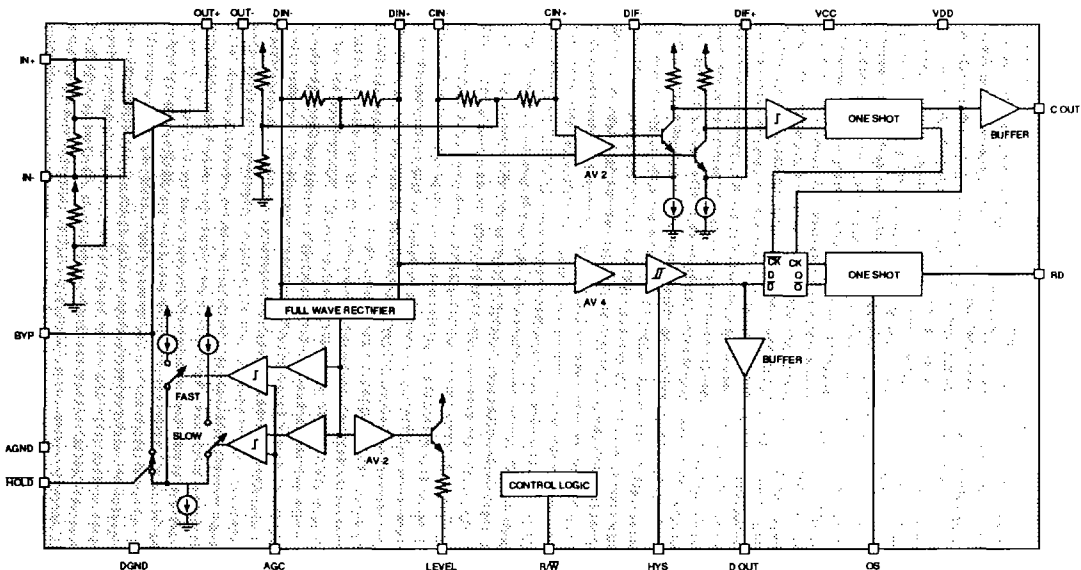 OUT+ OUT- DIN- DIN+ CIN- CIN+ DIF- DIF+ VCC VDD
IN+
ONE SHOT
C OUT
BUFFER
IN-
AV 2
CK CK
D Q
D Q
ONE SHOT
RD
AV 4
FULL WAVE RECTIFIER
BYP
BUFFER
FAST
SLOW
AGND
AV 2
HOLD
CONTROL LOGIC
DGND AGC LEVEL R/W HYS D OUT OS